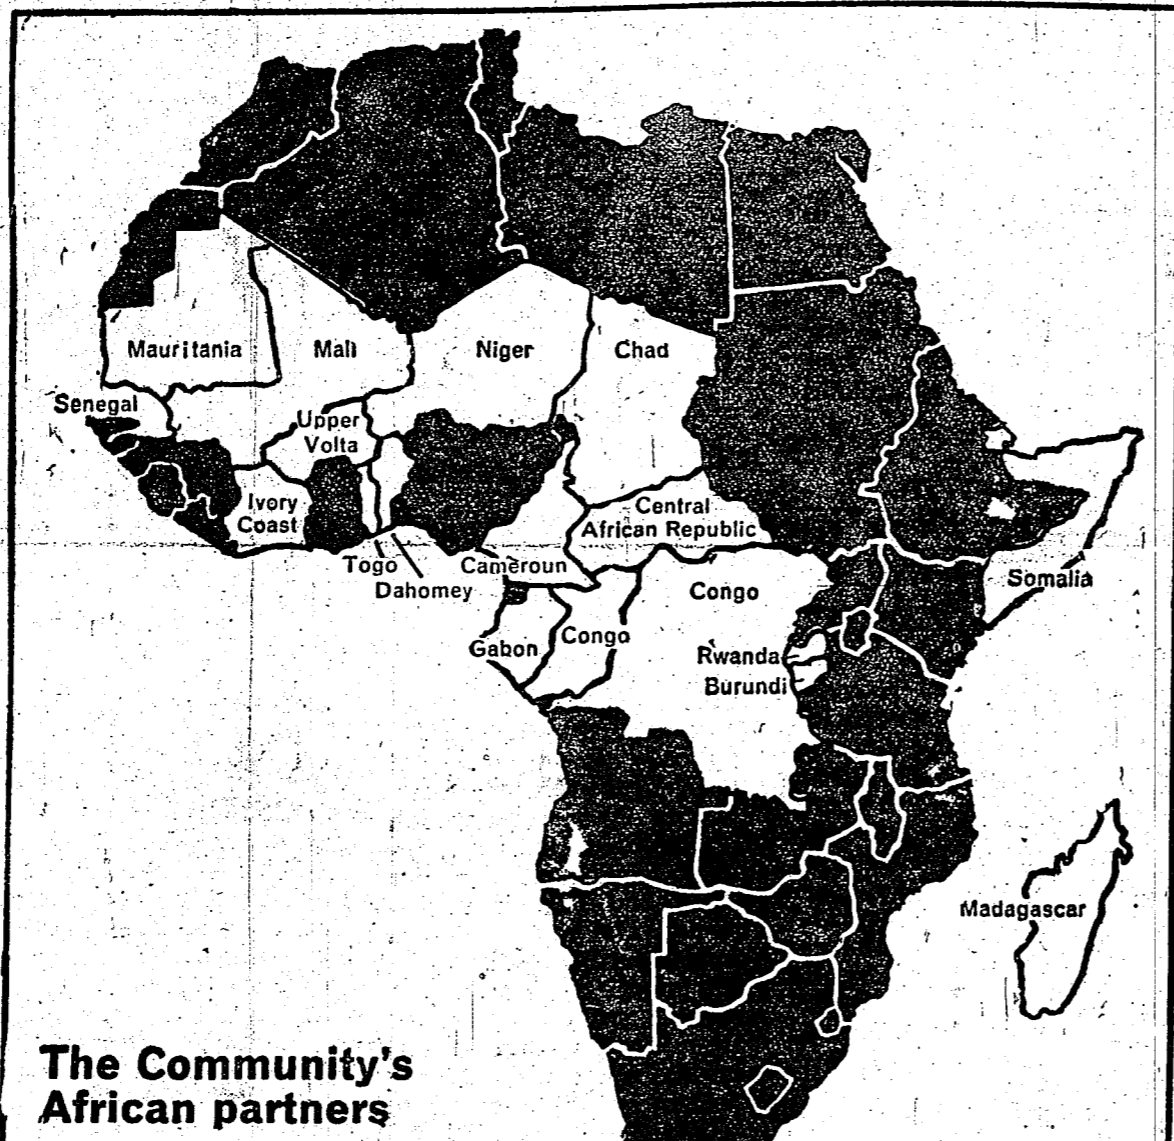 Mauritania
Mali
Niger
Chad
Senegal
Upper
Volta
Ivory
Coast
Central
African Republic
Togo
Dahomey
Cameroun
Congo
Somalia
Gabon
Congo
Rwanda
Burundi
Madagascar
The Community's
African partners